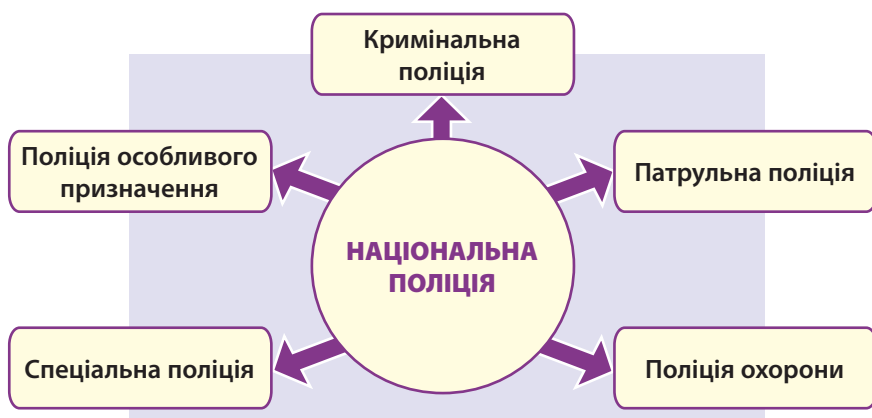 Кримінальна
поліція
Поліція особливого
призначення
Патрульна поліція
НАЦІОНАЛЬНА
ПОЛІЦІЯ
Спеціальна поліція
Поліція охорони